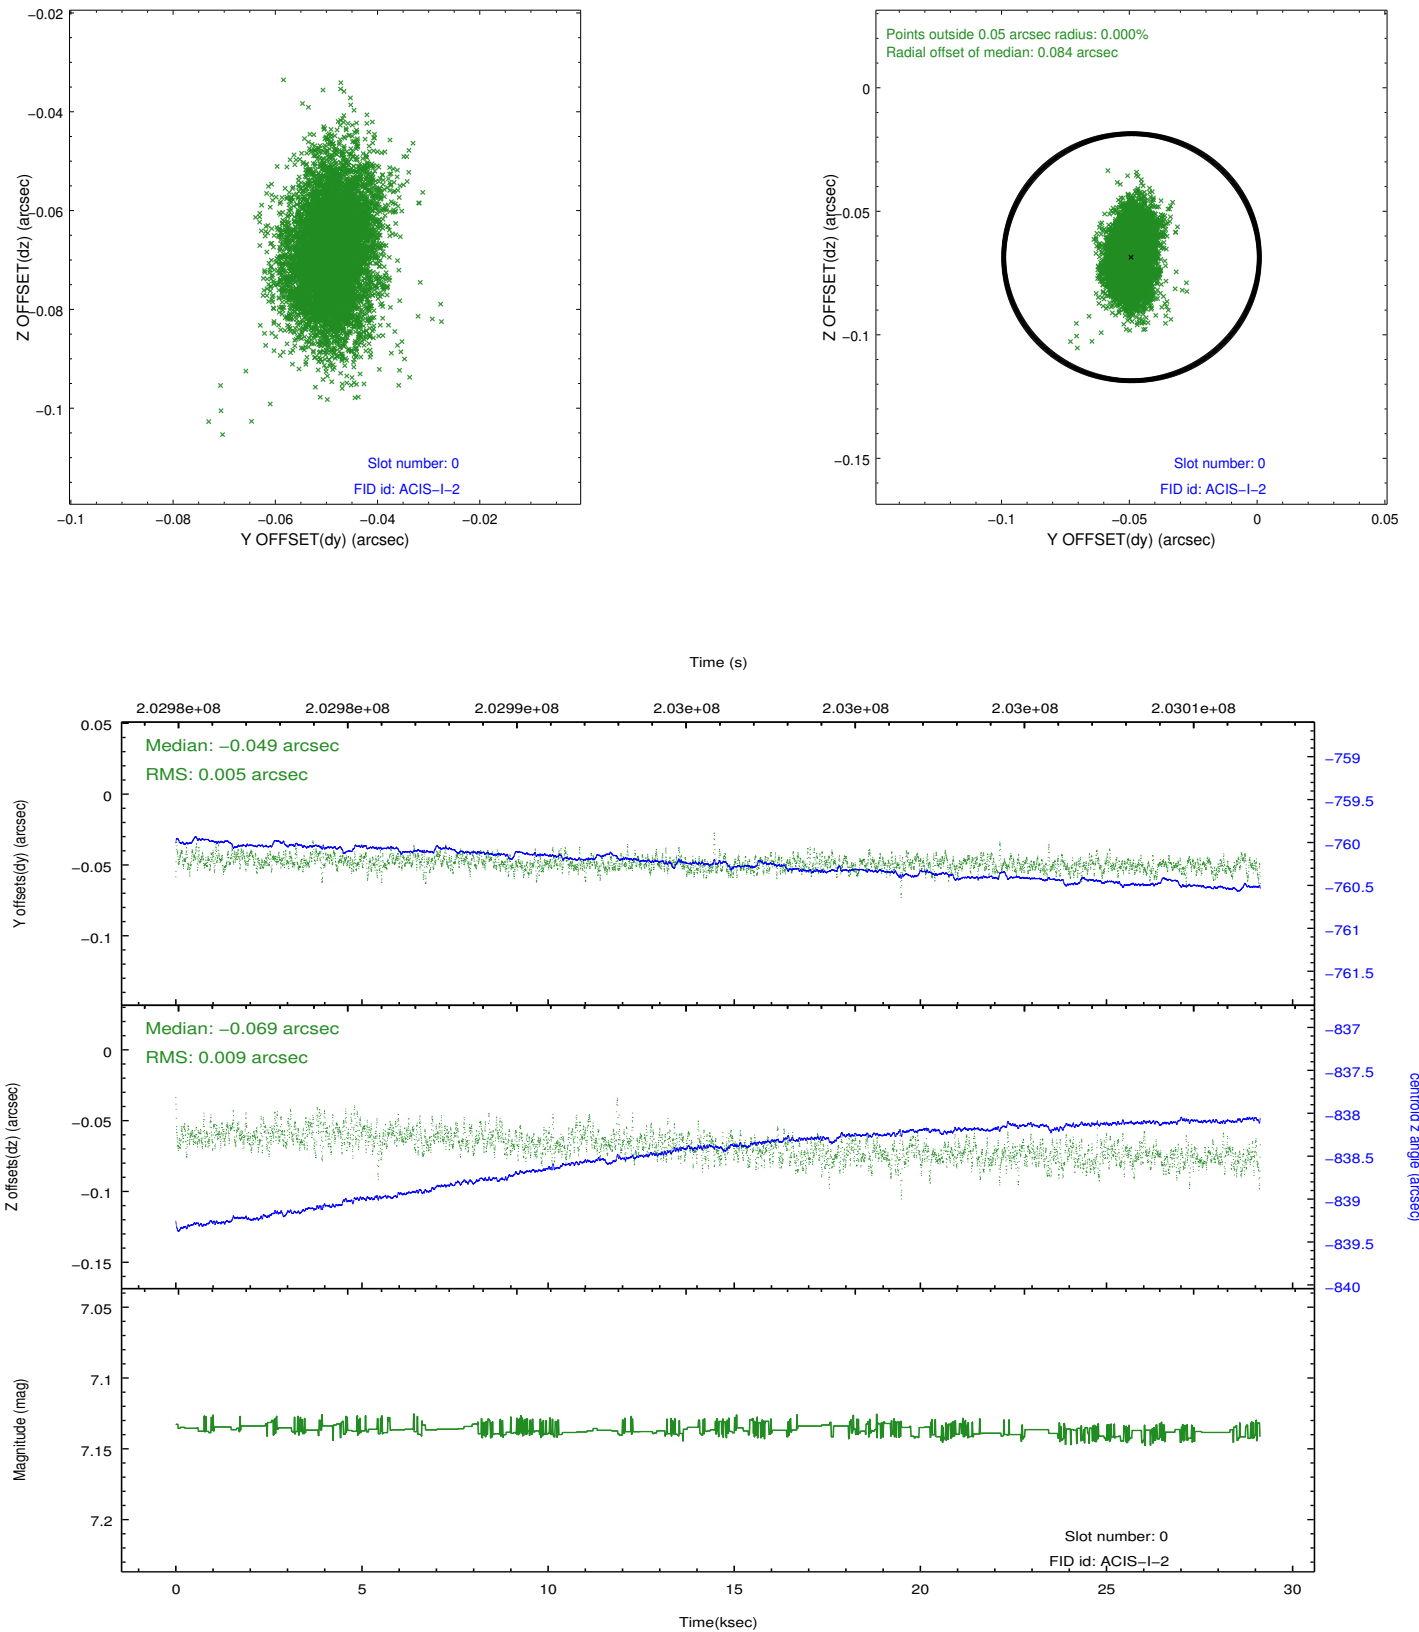 −0.02
−0.04
−0.06
−0.08
−0.1
Z OFFSET(dz) (arcsec)
Slot number: 0
FID id: ACIS−I−2
−0.1
−0.08
−0.06
−0.04
−0.02
Y OFFSET(dy) (arcsec)
Points outside 0.05 arcsec radius: 0.000%
Radial offset of median: 0.084 arcsec
0
−0.05
−0.1
−0.15
Z OFFSET(dz) (arcsec)
Slot number: 0
FID id: ACIS−I−2
−0.1
−0.05
0
0.05
Y OFFSET(dy) (arcsec)
Time (s)
2.0298e+08
2.0298e+08
2.0299e+08
2.03e+08
2.03e+08
2.03e+08
2.0301e+08
0.05
0
−0.05
−0.1
Y offsets(dy) (arcsec)
Median: −0.049 arcsec
RMS: 0.005 arcsec
−759
−759.5
−760
−760.5
−761
−761.5
0
−0.05
−0.1
−0.15
Z offsets(dz) (arcsec)
Median: −0.069 arcsec
RMS: 0.009 arcsec
−837
−837.5
−838
−838.5
−839
−839.5
−840
centroid z angle (arcsec)
7.05
7.1
7.15
7.2
Magnitude (mag)
Slot number: 0
FID id: ACIS−I−2
0
5
10
15
20
25
30
Time(ksec)